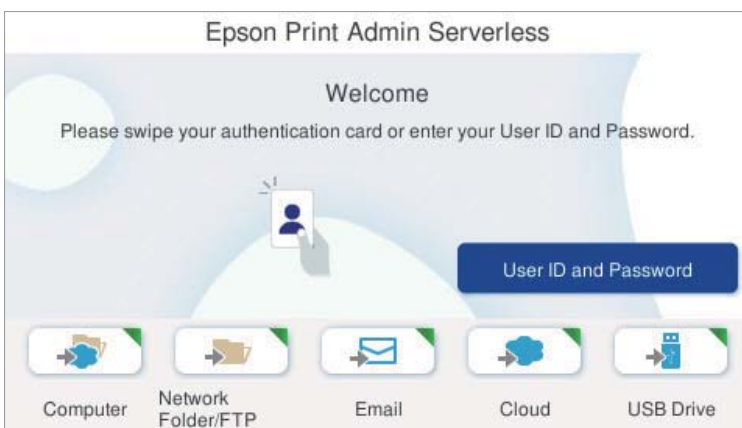 Epson Print Admin Serverless
Welcome
Please swipe your authentication card or enter your User ID and Password.
User ID and Password
Computer
Network
Folder/FTP
Email
Cloud
USB Drive